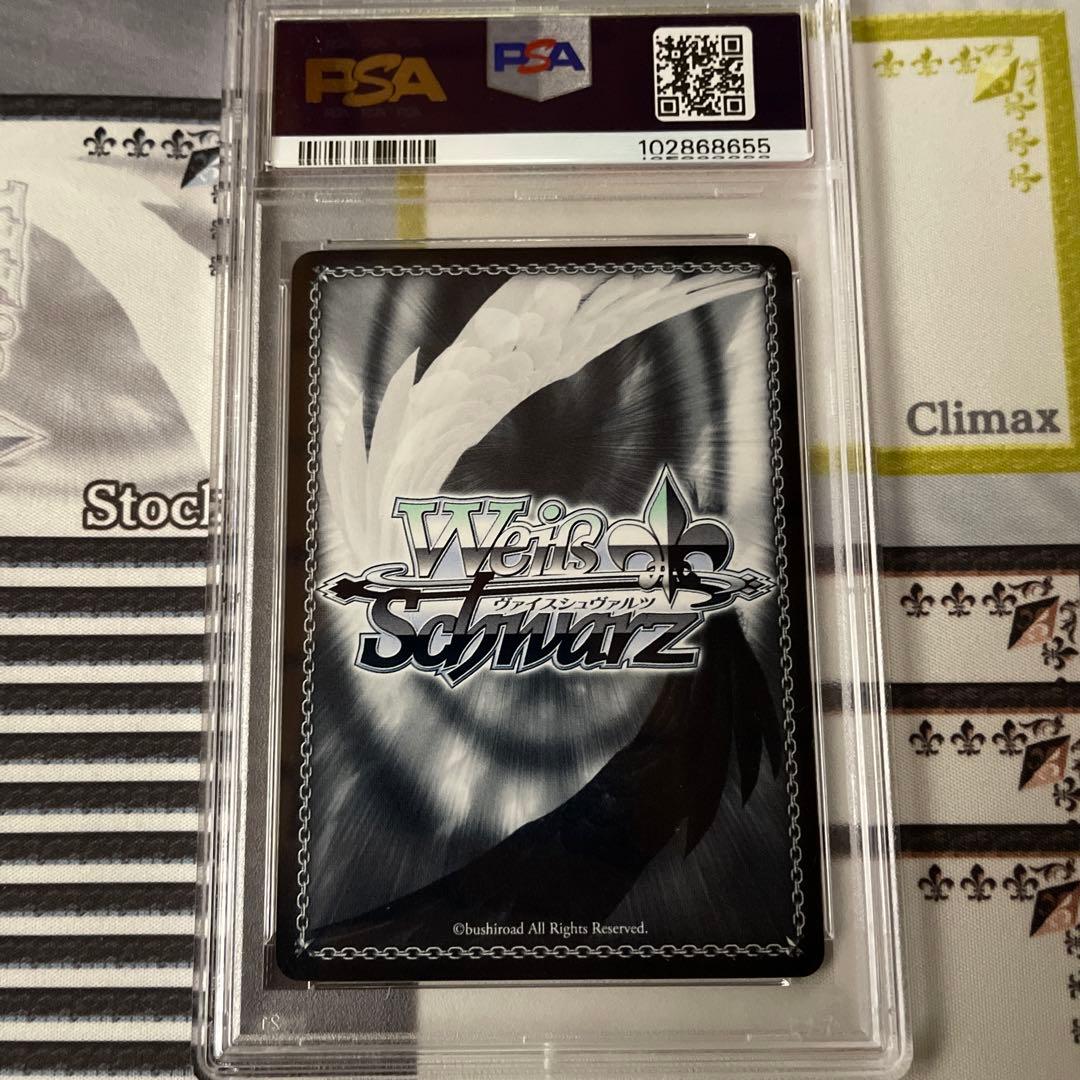 PSA
PSA
102868655
Climax
Stock
Weiß
ヴァイスシュヴァルツ
Schwarz
©bushiroad All Rights Reserved.